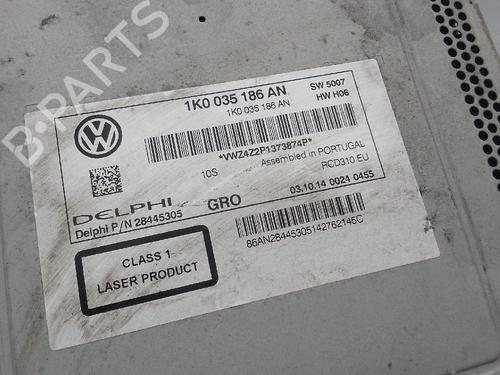 B-PARTS
1K0 035 186 AN
1K0 035 186 AN
SW 5007
HW H06
*VWZ4Z2P1373874P*
10S
Assembled in PORTUGAL
RCD310 EU
DELPHI
GRO
03.10.14 0024 0455
Delphi P/N 28445305
86AN28445305142762145C
CLASS 1
LASER PRODUCT